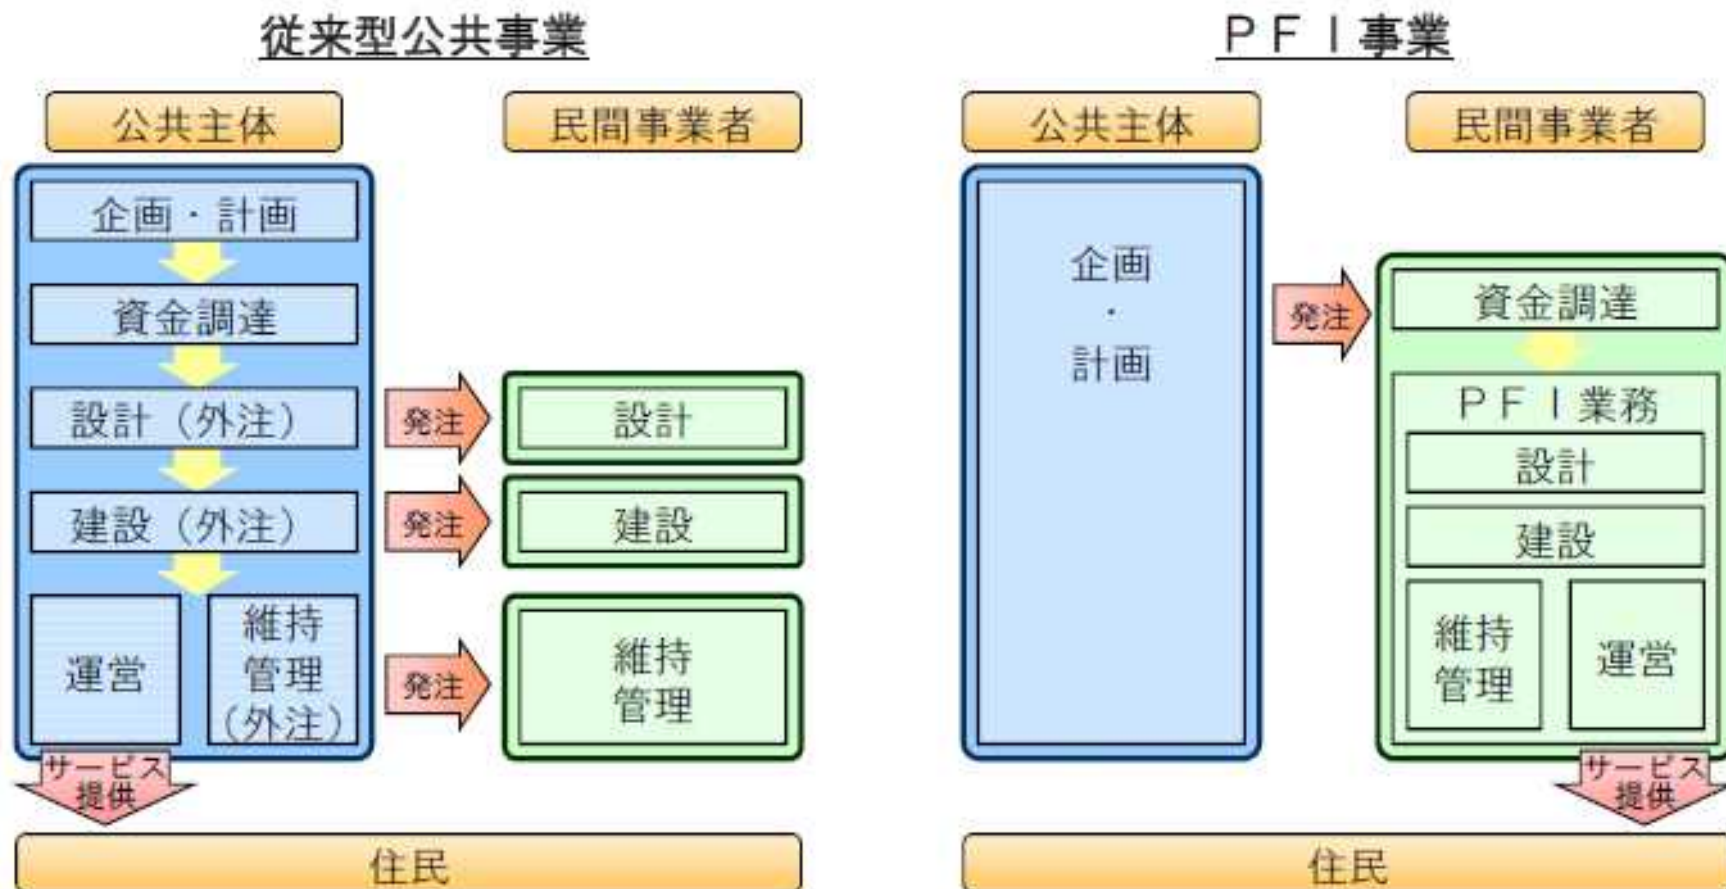 従来型公共事業
公共主体
民間事業者
企画・計画
資金調達
設計（外注）
発注
設計
建設（外注）
発注
建設
運営
維持
管理
（外注）
発注
維持
管理
サービス
提供
住民
ＰＦＩ事業
公共主体
民間事業者
企画
・
計画
発注
資金調達
ＰＦＩ業務
設計
建設
維持
管理
運営
サービス
提供
住民